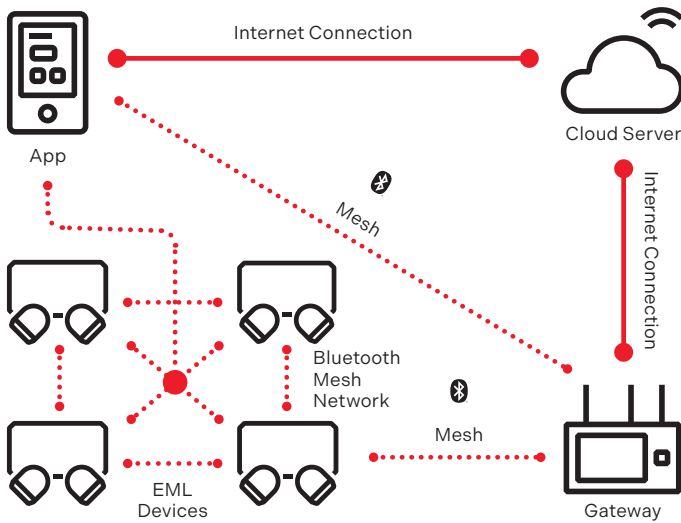 Internet Connection
App
Cloud Server
Mesh
Internet Connection
Bluetooth
Mesh
Network
Mesh
EML
Devices
Gateway